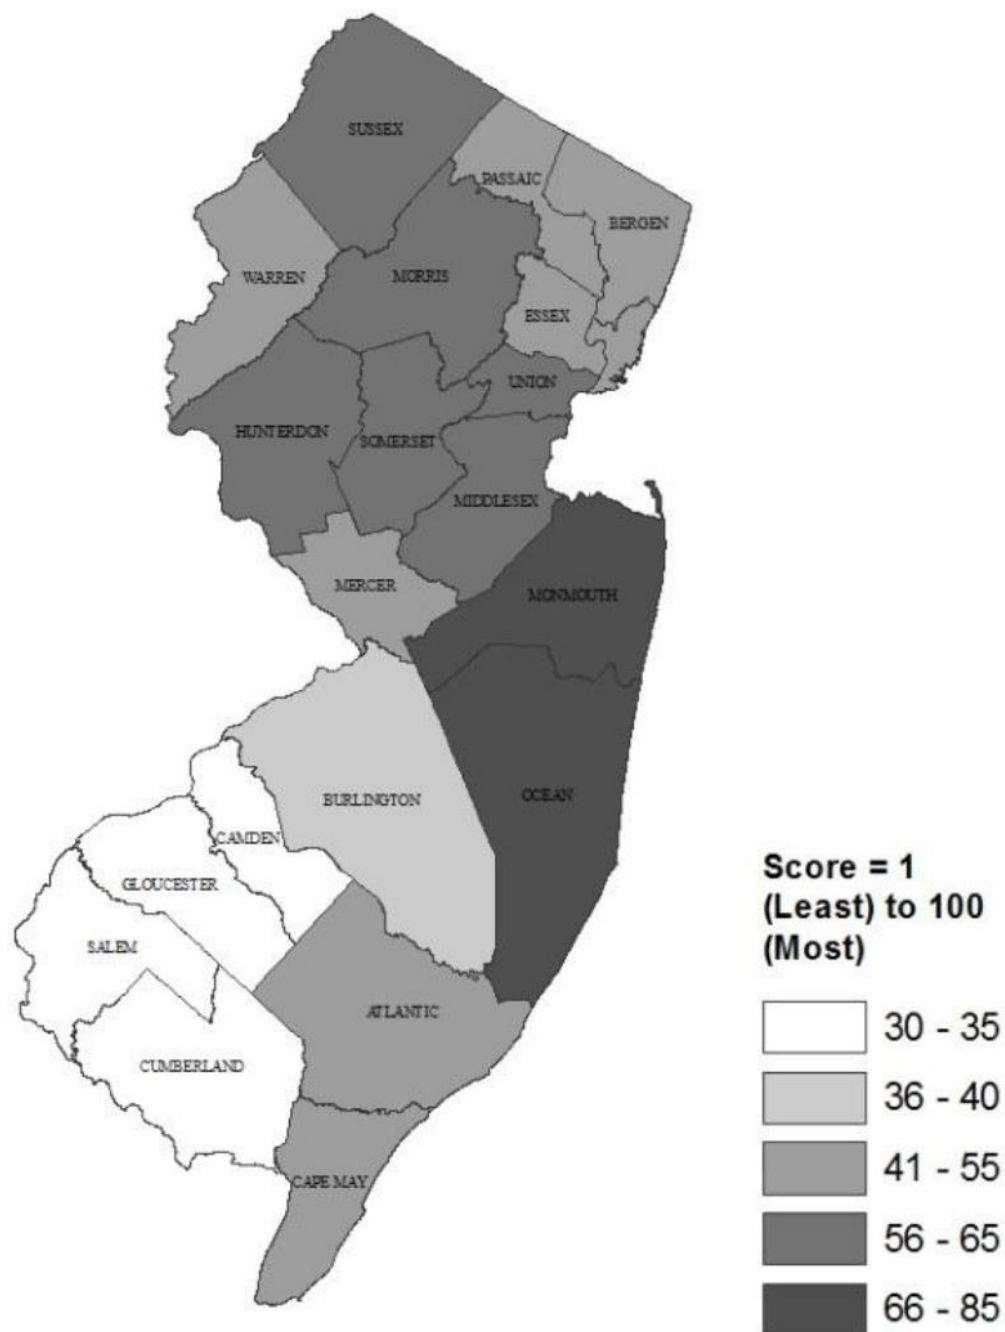 SUSSEX
PASSAIC
BERGEN
WARREN
MORRIS
ESSEX
UNION
HUNTERDON
SOMERSET
MIDDLESEX
MERCER
MONMOUTH
BURLINGTON
OCEAN
CAMDEN
GLOUCESTER
SALEM
ATLANTIC
CUMBERLAND
CAPE MAY
Score = 1
(Least) to 100
(Most)
30 - 35
36 - 40
41 - 55
56 - 65
66 - 85